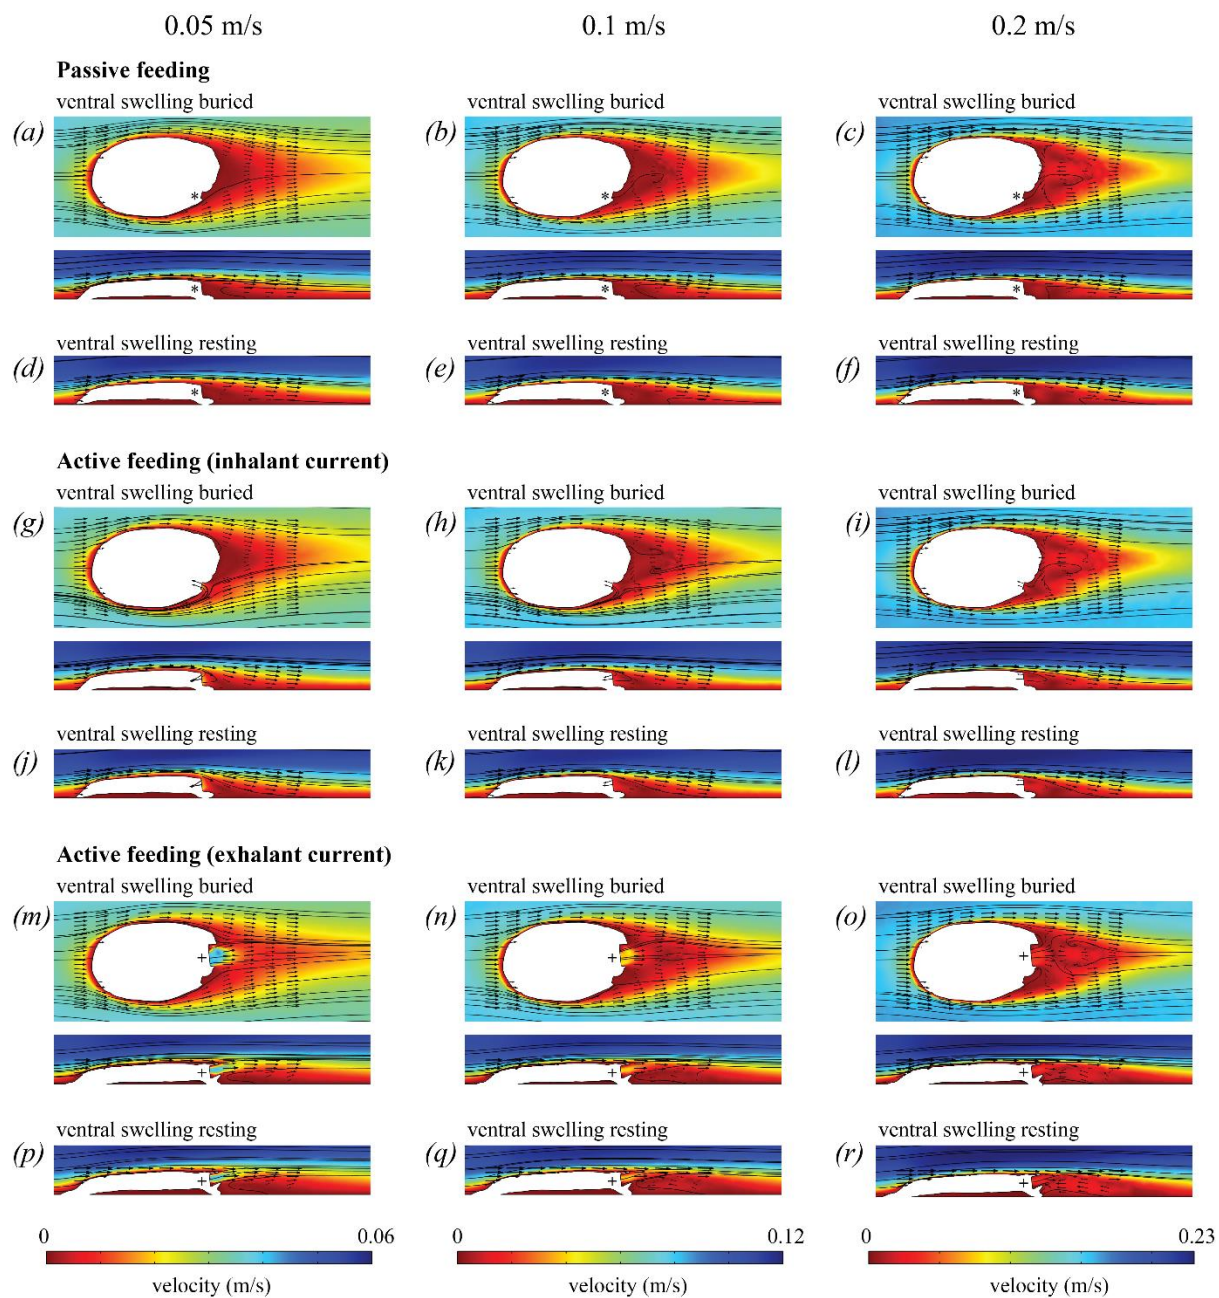 0.05 m/s 0.1 m/s 0.2 m/s
Passive feeding
ventral swelling buried ventral swelling buried ventral swelling buried
(a) (b) (c)
* * *
* * *
ventral swelling resting ventral swelling resting ventral swelling resting
(d) (e) (f)
* * *
Active feeding (inhalant current)
ventral swelling buried ventral swelling buried ventral swelling buried
(g) (h) (i)
ventral swelling resting ventral swelling resting ventral swelling resting
(j) (k) (l)
Active feeding (exhalant current)
ventral swelling buried ventral swelling buried ventral swelling buried
(m) (n) (o)
+ + +
+ + +
ventral swelling resting ventral swelling resting ventral swelling resting
(p) (q) (r)
+ + +
0 0.06 0 0.12 0 0.23
velocity (m/s) velocity (m/s) velocity (m/s)